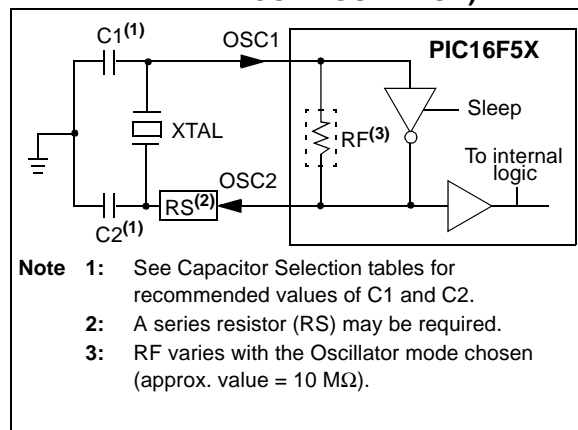 C1(1)
OSC1
PIC16F5X
Sleep
XTAL
RF(3)
To internal
logic
OSC2
RS(2)
C2(1)
Note 1: See Capacitor Selection tables for
recommended values of C1 and C2.
2: A series resistor (RS) may be required.
3: RF varies with the Oscillator mode chosen
(approx. value = 10 MΩ).